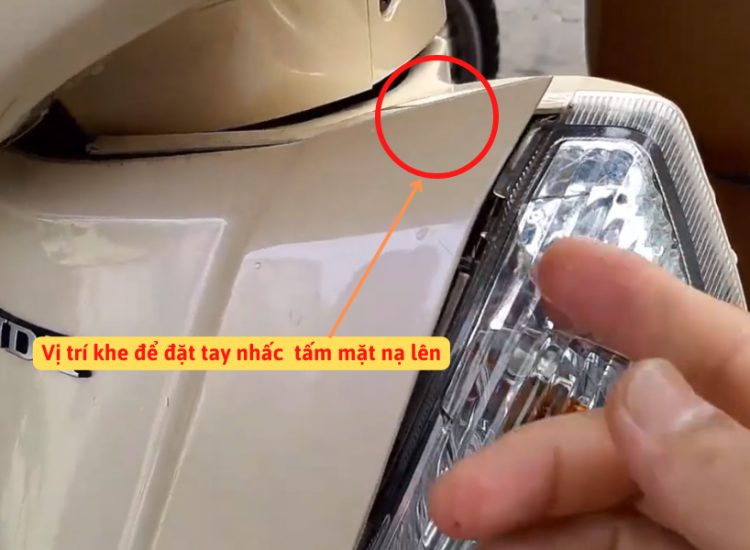 Vị trí khe để đặt tay nhấc tấm mặt nạ lên